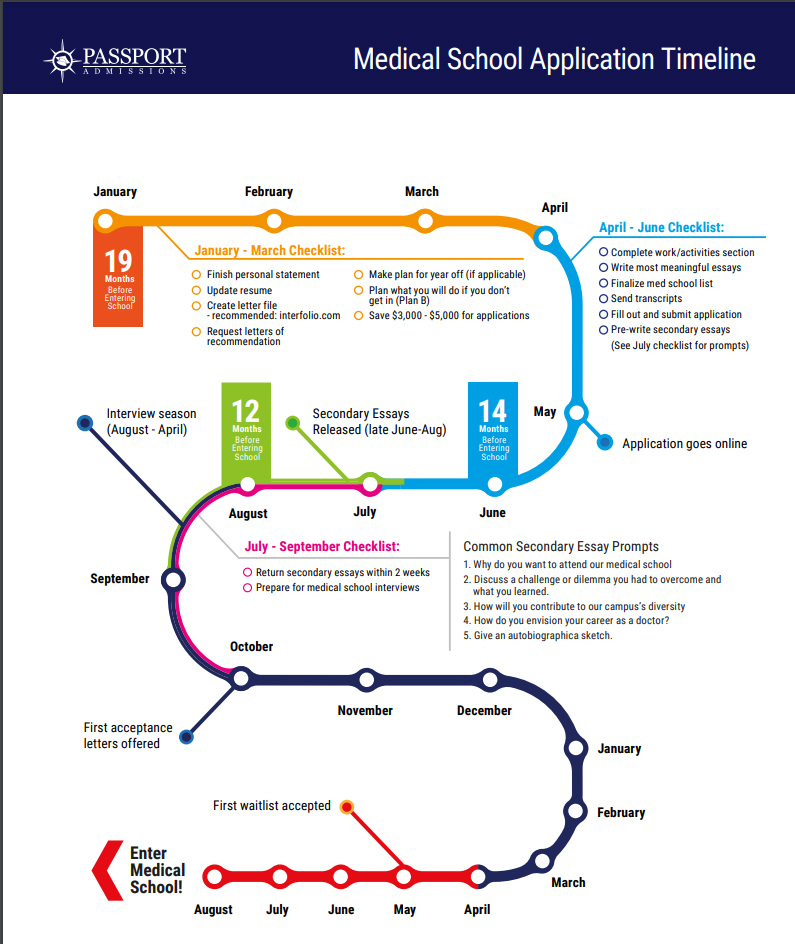 PASSPORT
ADMISSIONS
Medical School Application Timeline
January
February
March
April
19
Months
Before
Entering
School
January - March Checklist:
Finish personal statement
Update resume
Create letter file
- recommended: interfolio.com
Request letters of
recommendation
Make plan for year off (if applicable)
Plan what you will do if you don't
get in (Plan B)
Save $3,000 - $5,000 for applications
April - June Checklist:
Complete work/activities section
Write most meaningful essays
Finalize med school list
Send transcripts
Fill out and submit application
Pre-write secondary essays
(See July checklist for prompts)
Interview season
(August - April)
12
Months
Before
Entering
School
Secondary Essays
Released (late June-Aug)
14
Months
Before
Entering
School
May
Application goes online
August
July
June
July - September Checklist:
Return secondary essays within 2 weeks
Prepare for medical school interviews
Common Secondary Essay Prompts
1. Why do you want to attend our medical school
2. Discuss a challenge or dilemma you had to overcome and
what you learned.
3. How will you contribute to our campus's diversity
4. How do you envision your career as a doctor?
5. Give an autobiographica sketch.
September
October
November
December
First acceptance
letters offered
January
February
March
First waitlist accepted
Enter
Medical
School!
August
July
June
May
April